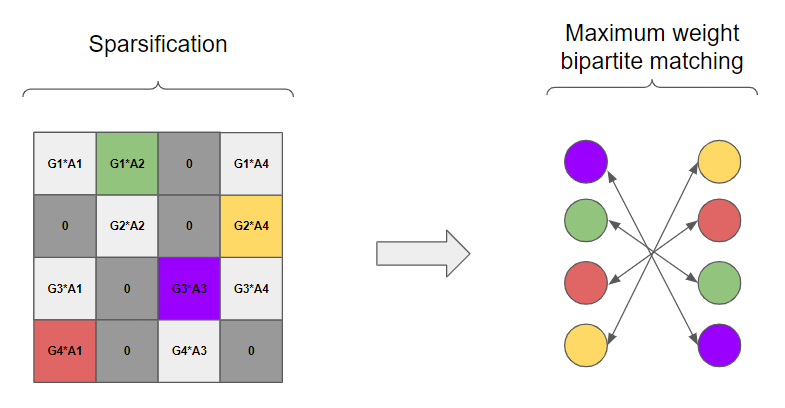 Sparsification
Maximum weight
bipartite matching
G1*A1 G1*A2 0 G1*A4
0 G2*A2 0 G2*A4
G3*A1 0 G3*A3 G3*A4
G4*A1 0 G4*A3 0